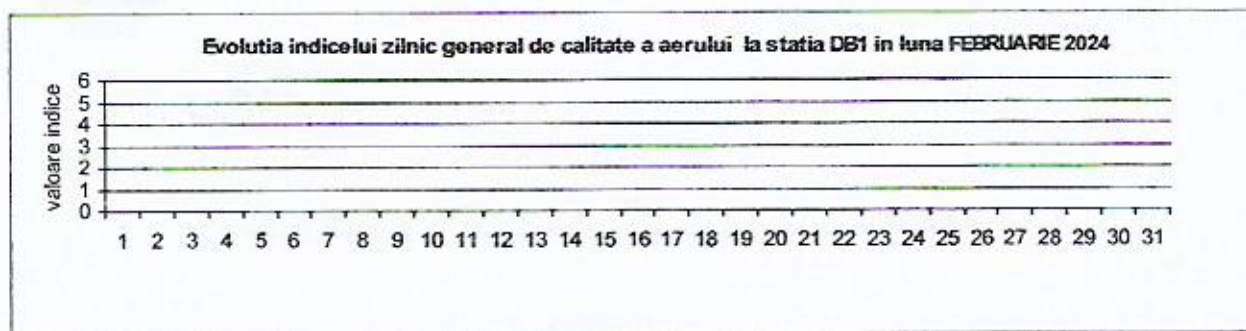 Evolutia indicelui zilnic general de calitate a aerului la statia DB1 in luna FEBRUARIE 2024
valoare indice
6
5
4
3
2
1
0
1 2 3 4 5 6 7 8 9 10 11 12 13 14 15 16 17 18 19 20 21 22 23 24 25 26 27 28 29 30 31